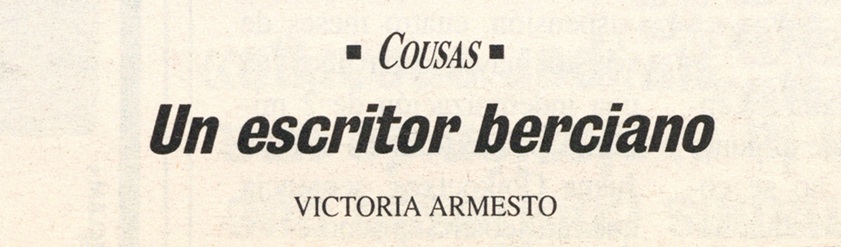 ▪ COUSAS ▪
Un escritor berciano
VICTORIA ARMESTO